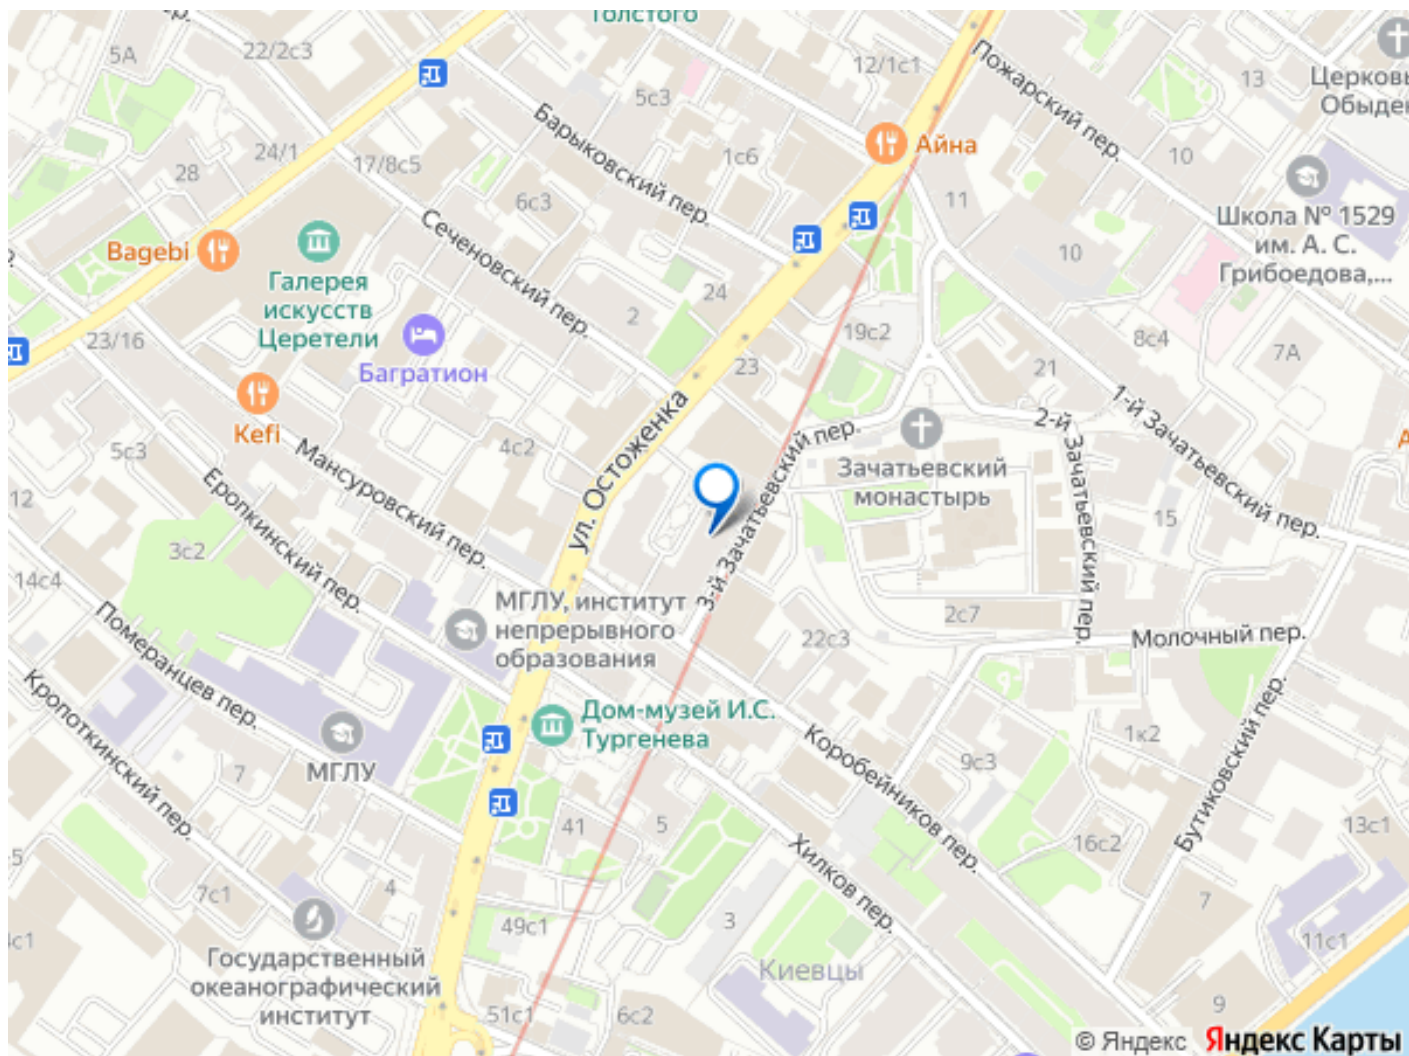 Толстого
пер.
22/2с3
5А
12/1с1
Пожарский пер.
13
Церковь
Обыден
5с3
Барыковский пер.
Айна
24/1
17/8с5
1с6
10
28
6с3
11
Школа № 1529
им. А. С.
Грибоедова,...
Bagebi
Сеченовский пер.
10
Галерея
искусств
Церетели
24
2
19с2
8с4
23/16
Багратион
23
21
7А
ул. Остоженка
1-й Зачатьевский пер.
2-й Зачатьевский пер.
Kefi
4с2
3-й Зачатьевский пер.
Зачатьевский
монастырь
5с3
Мансуровский пер.
Еропкинский пер.
12
15
3с2
14с4
МГЛУ, институт
непрерывного
образования
2с7
22с3
Молочный пер.
Померанцев пер.
Кропоткинский пер.
Дом-музей И.С.
Тургенева
Бутиковский пер.
1к2
Коробейников пер.
9с3
7
МГЛУ
41
5
13с1
16с2
Хилков пер.
7с1
4
7
49с1
3
11с1
Государственный
океанографический
институт
Киевцы
51с1
6с2
9
© Яндекс Яндекс Карты